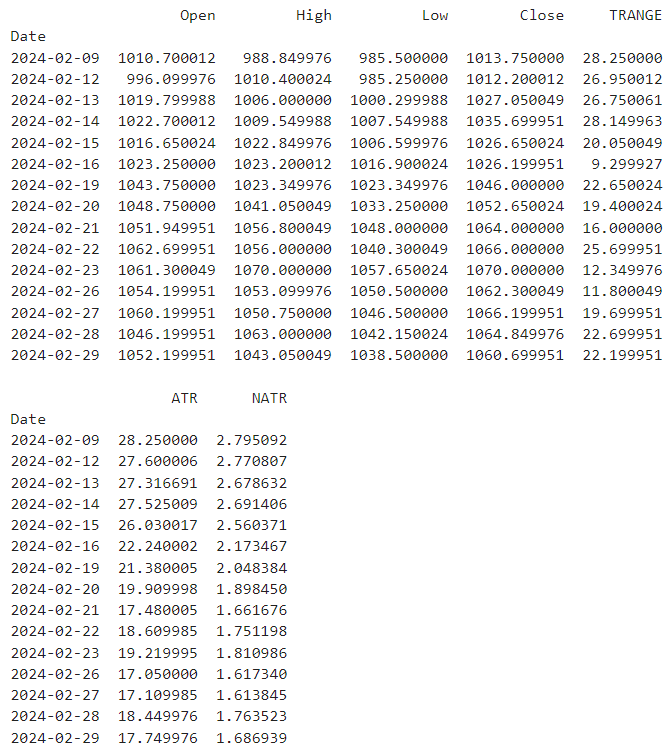 Open High Low Close TRANGE
Date
2024-02-09 1010.700012 988.849976 985.500000 1013.750000 28.250000
2024-02-12 996.099976 1010.400024 985.250000 1012.200012 26.950012
2024-02-13 1019.799988 1006.000000 1000.299988 1027.050049 26.750061
2024-02-14 1022.700012 1009.549988 1007.549988 1035.699951 28.149963
2024-02-15 1016.650024 1022.849976 1006.599976 1026.650024 20.050049
2024-02-16 1023.250000 1023.200012 1016.900024 1026.199951 9.299927
2024-02-19 1043.750000 1023.349976 1023.349976 1046.000000 22.650024
2024-02-20 1048.750000 1041.050049 1033.250000 1052.650024 19.400024
2024-02-21 1051.949951 1056.800049 1048.000000 1064.000000 16.000000
2024-02-22 1062.699951 1056.000000 1040.300049 1066.000000 25.699951
2024-02-23 1061.300049 1070.000000 1057.650024 1070.000000 12.349976
2024-02-26 1054.199951 1053.099976 1050.500000 1062.300049 11.800049
2024-02-27 1060.199951 1050.750000 1046.500000 1066.199951 19.699951
2024-02-28 1046.199951 1063.000000 1042.150024 1064.849976 22.699951
2024-02-29 1052.199951 1043.050049 1038.500000 1060.699951 22.199951
ATR NATR
Date
2024-02-09 28.250000 2.795092
2024-02-12 27.600006 2.770807
2024-02-13 27.316691 2.678632
2024-02-14 27.525009 2.691406
2024-02-15 26.030017 2.560371
2024-02-16 22.240002 2.173467
2024-02-19 21.380005 2.048384
2024-02-20 19.909998 1.898450
2024-02-21 17.480005 1.661676
2024-02-22 18.609985 1.751198
2024-02-23 19.219995 1.810986
2024-02-26 17.050000 1.617340
2024-02-27 17.109985 1.613845
2024-02-28 18.449976 1.763523
2024-02-29 17.749976 1.686939